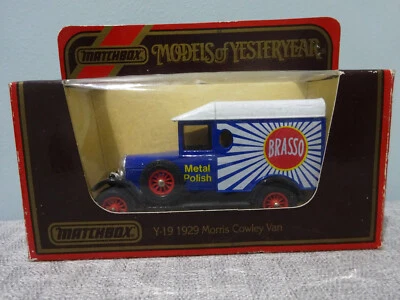 MATCHBOX MODELS of YESTERYEAR
BRASSO
Metal
Polish
MATCHBOX Y-19 1929 Morris Cowley Van